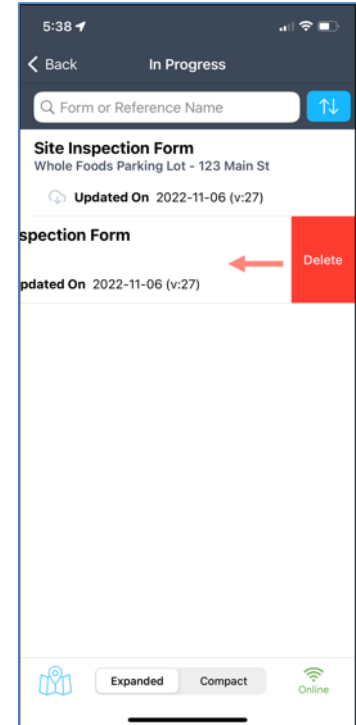 5:38
Back
In Progress
Form or Reference Name
Site Inspection Form
Whole Foods Parking Lot - 123 Main St
Updated On 2022-11-06 (v:27)
spection Form
Delete
pdated On 2022-11-06 (v:27)
Expanded
Compact
Online